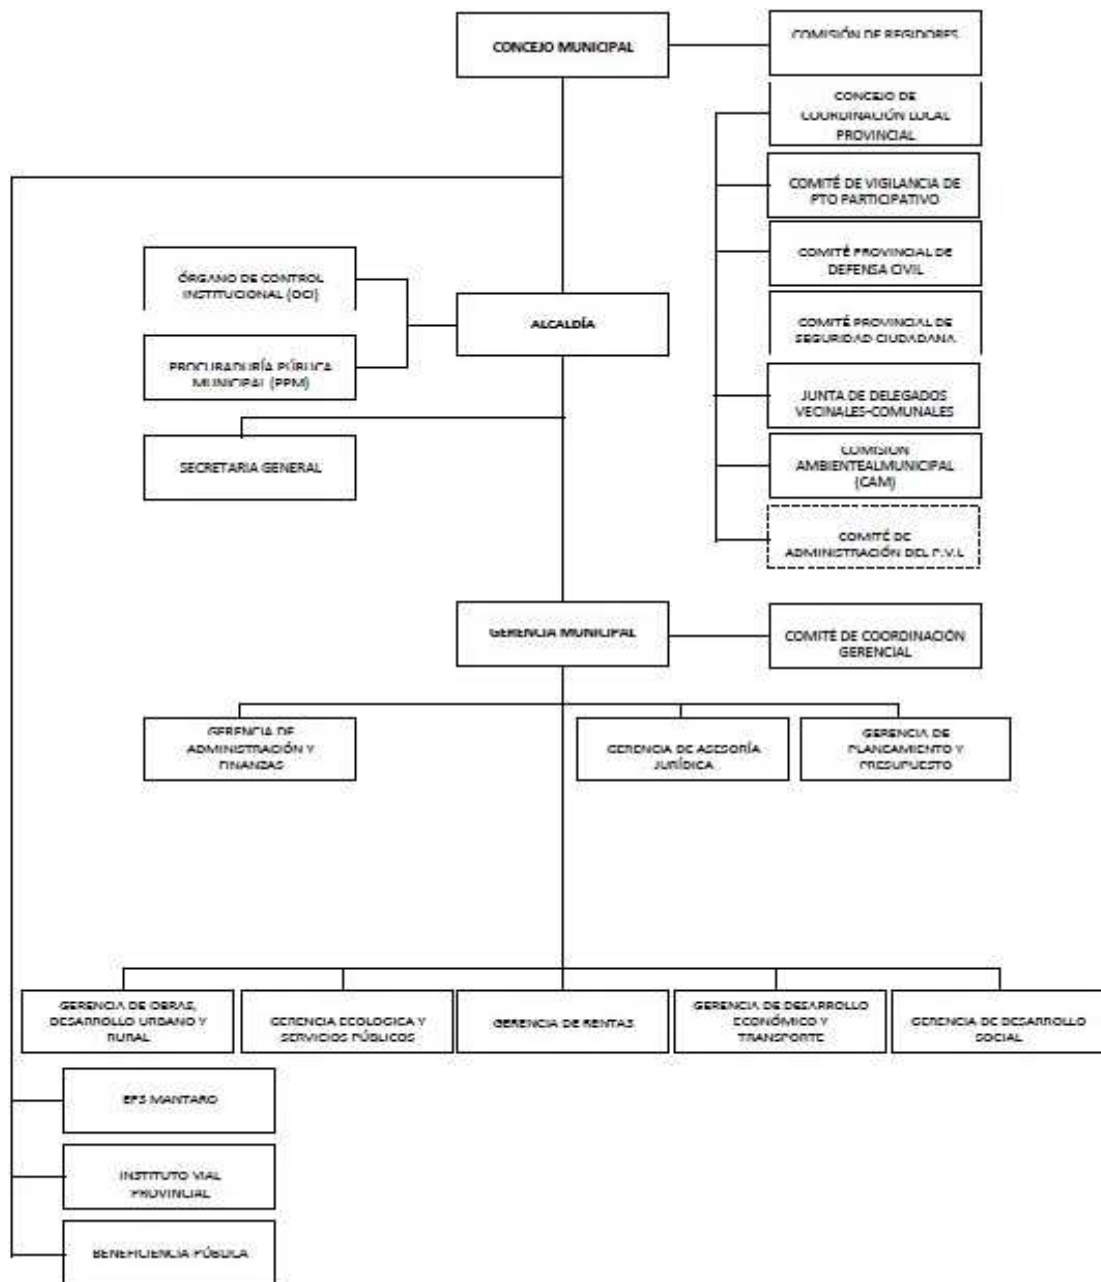 CONCEJO MUNICIPAL
COMISIÓN DE REGIDORES
CONCEJO DE
COORDINACIÓN LOCAL
PROVINCIAL
COMITÉ DE VIGILANCIA DE
PTO PARTICIPATIVO
COMITÉ PROVINCIAL DE
DEFENSA CIVIL
ÓRGANO DE CONTROL
INSTITUCIONAL (OCI)
ALCALDÍA
COMITÉ PROVINCIAL DE
SEGURIDAD CIUDADANA
PROCURADURÍA PÚBLICA
MUNICIPAL (PPM)
JUNTA DE DELEGADOS
VECINALES-COMUNALES
SECRETARIA GENERAL
COMISIÓN
AMBIENTEALMUNICIPAL
(CAM)
COMITÉ DE
ADMINISTRACIÓN DEL P.V.L
GERENCIA MUNICIPAL
COMITÉ DE COORDINACIÓN
GERENCIAL
GERENCIA DE
ADMINISTRACIÓN Y
FINANZAS
GERENCIA DE ASESORÍA
JURÍDICA
GERENCIA DE
PLANEAMIENTO Y
PRESUPUESTO
GERENCIA DE OBRAS,
DESARROLLO URBANO Y
RURAL
GERENCIA ECOLOGICA Y
SERVICIOS PÚBLICOS
GERENCIA DE RENTAS
GERENCIA DE DESARROLLO
ECONÓMICO Y
TRANSPORTE
GERENCIA DE DESARROLLO
SOCIAL
EPS MANTARO
INSTITUTO VIAL
PROVINCIAL
BENEFICIENCIA PÚBLICA